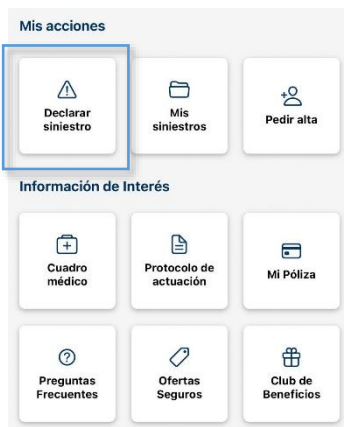 Mis acciones
Declarar
siniestro
Mis
siniestros
Pedir alta
Información de Interés
Cuadro
médico
Protocolo de
actuación
Mi Póliza
Preguntas
Frecuentes
Ofertas
Seguros
Club de
Beneficios